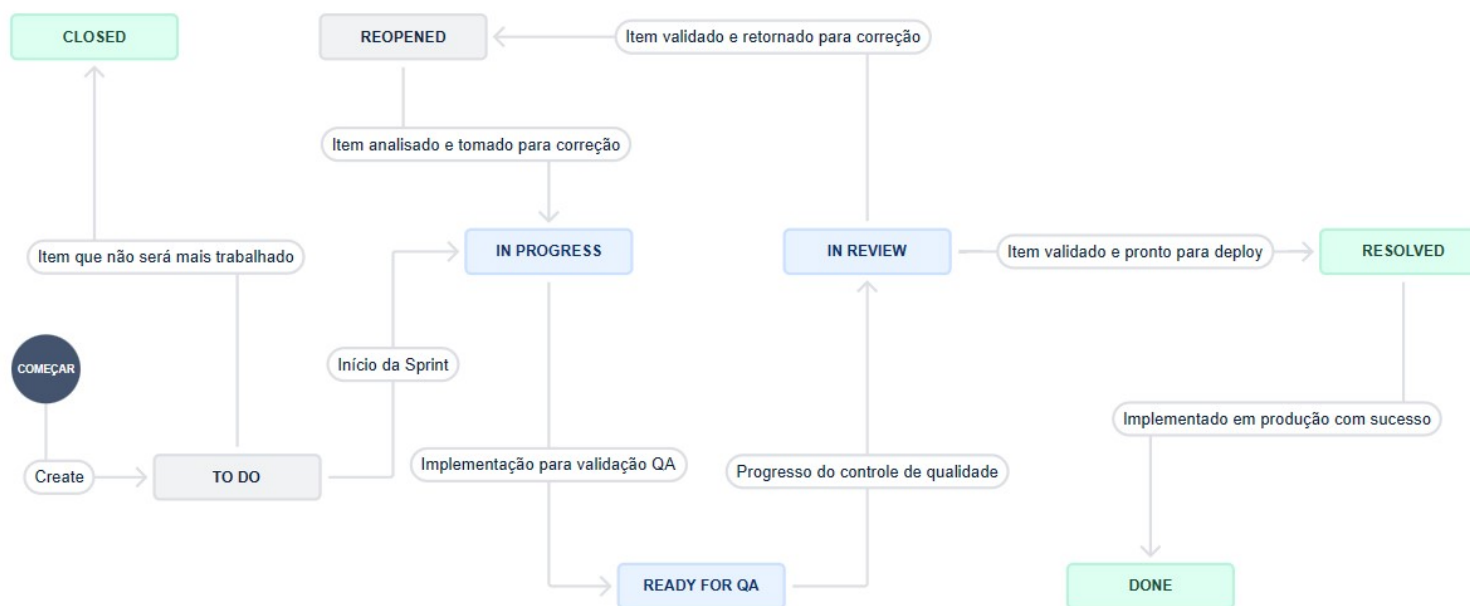 CLOSED
REOPENED
Item validado e retornado para correção
Item analisado e tomado para correção
Item que não será mais trabalhado
IN PROGRESS
IN REVIEW
Item validado e pronto para deploy
RESOLVED
COMEÇAR
Início da Sprint
Implementado em produção com sucesso
Create
TO DO
Implementação para validação QA
Progresso do controle de qualidade
READY FOR QA
DONE